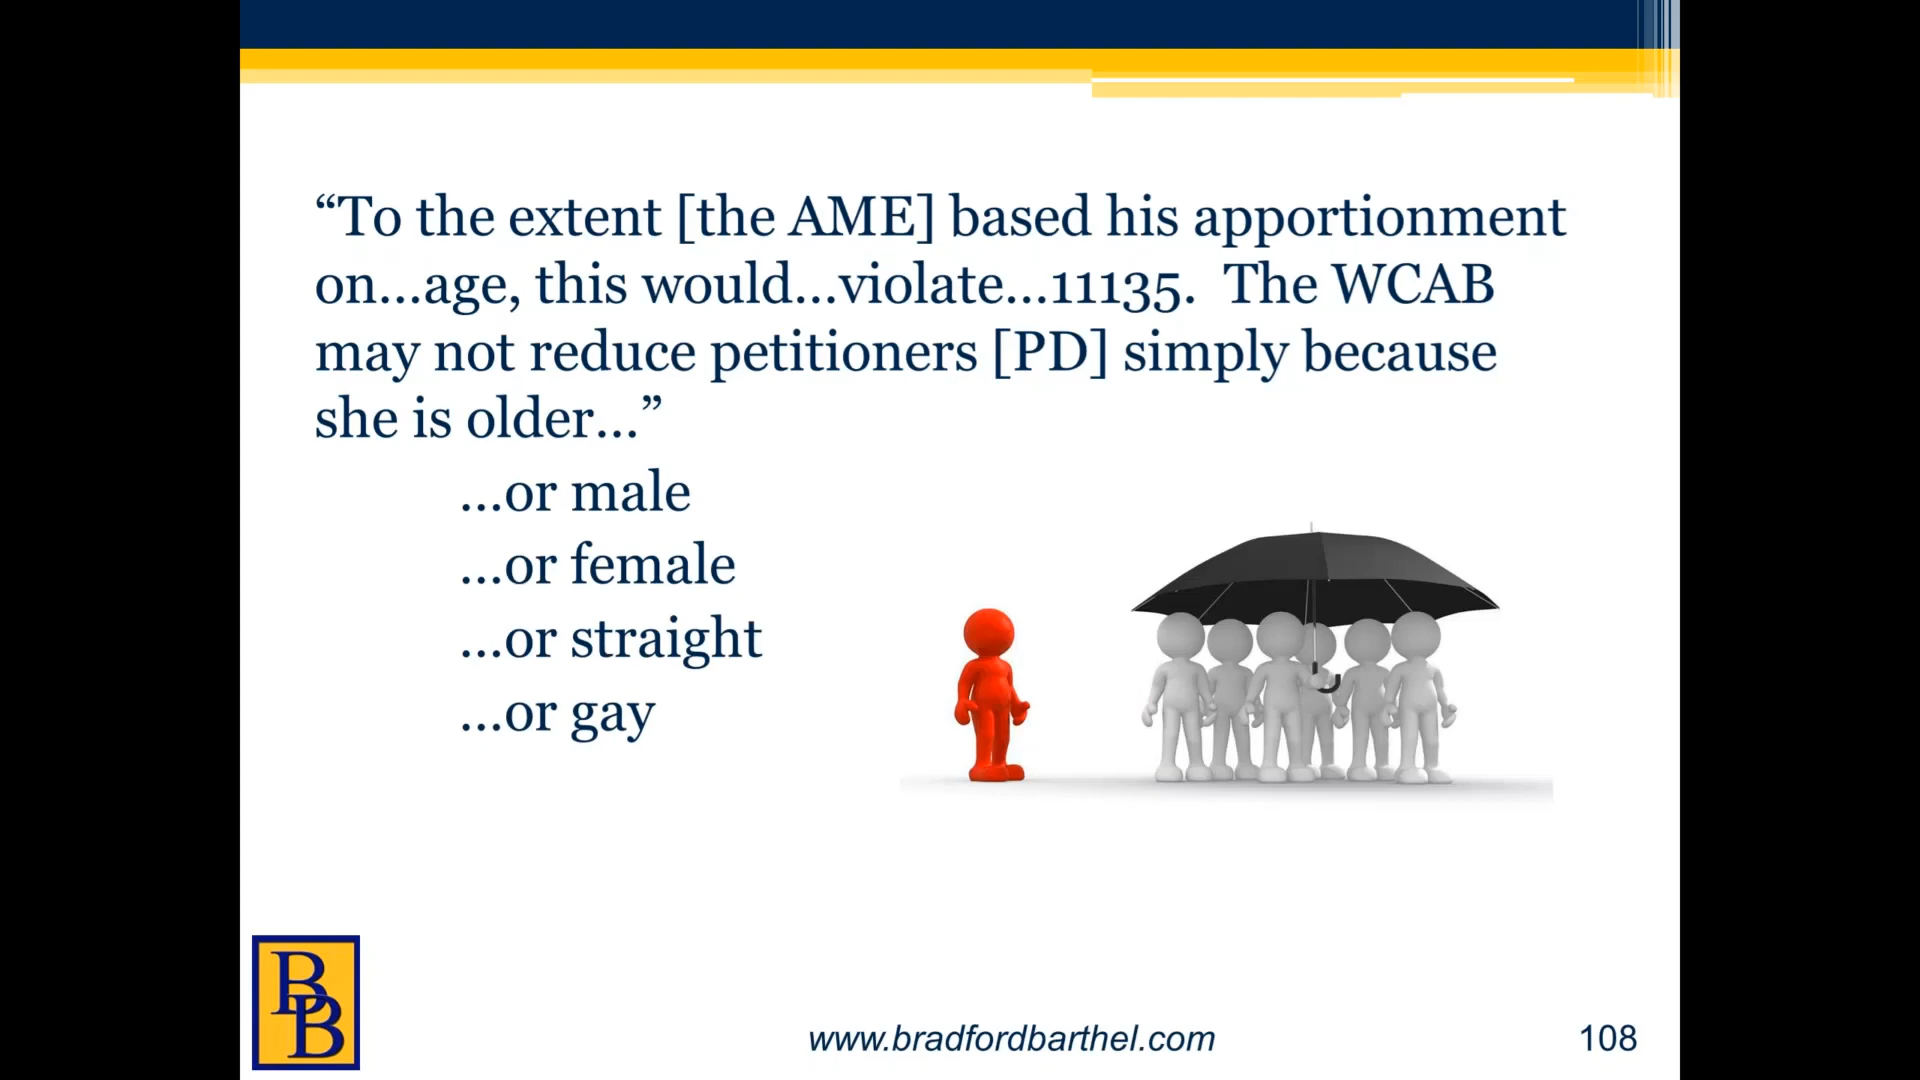 “To the extent [the AME] based his apportionment
on...age, this would...violate...11135.  The WCAB
may not reduce petitioners [PD] simply because
she is older...”
...or male
...or female
...or straight
...or gay
BB
www.bradfordbarthel.com
108